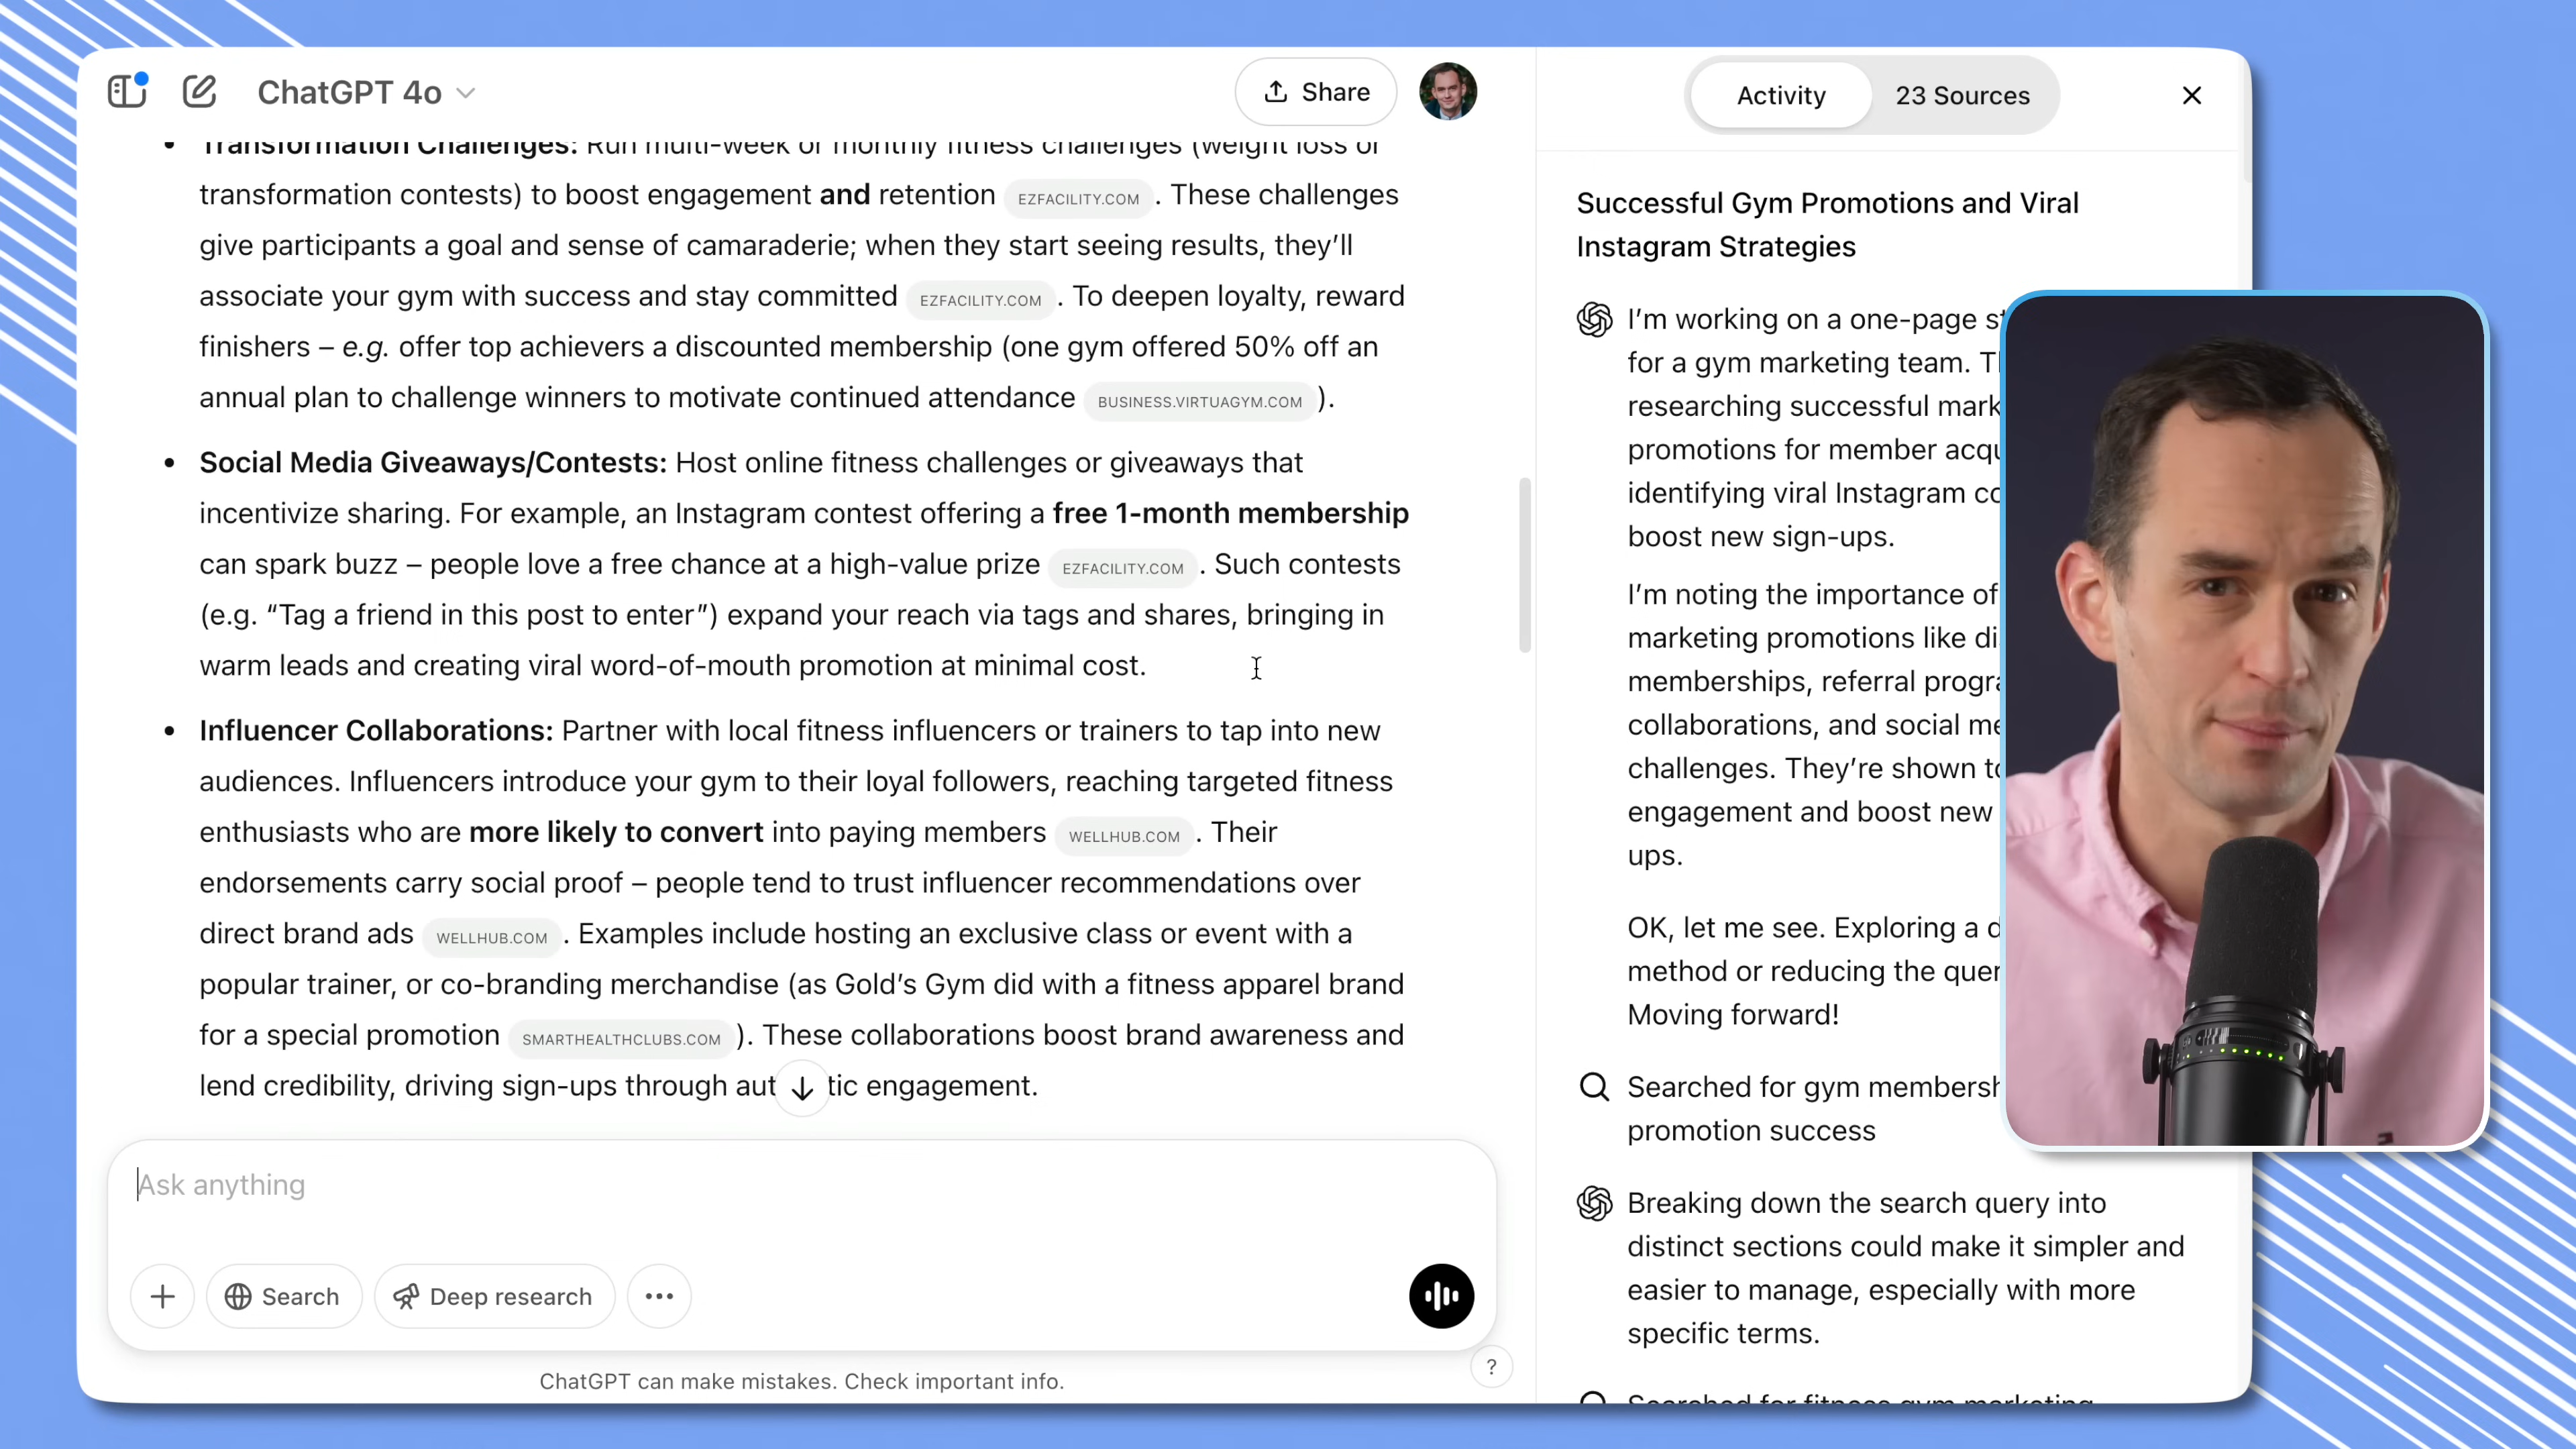 ChatGPT 4o
Share
Transformation Challenges: Run multi-week or monthly fitness challenges (weight loss or
transformation contests) to boost engagement and retention EZFACILITY.COM . These challenges
give participants a goal and sense of camaraderie; when they start seeing results, they’ll
associate your gym with success and stay committed EZFACILITY.COM . To deepen loyalty, reward
finishers – e.g. offer top achievers a discounted membership (one gym offered 50% off an
annual plan to challenge winners to motivate continued attendance BUSINESS.VIRTUAGYM.COM ).
• Social Media Giveaways/Contests: Host online fitness challenges or giveaways that
incentivize sharing. For example, an Instagram contest offering a free 1-month membership
can spark buzz – people love a free chance at a high-value prize EZFACILITY.COM . Such contests
(e.g. “Tag a friend in this post to enter”) expand your reach via tags and shares, bringing in
warm leads and creating viral word-of-mouth promotion at minimal cost.
• Influencer Collaborations: Partner with local fitness influencers or trainers to tap into new
audiences. Influencers introduce your gym to their loyal followers, reaching targeted fitness
enthusiasts who are more likely to convert into paying members WELLHUB.COM . Their
endorsements carry social proof – people tend to trust influencer recommendations over
direct brand ads WELLHUB.COM . Examples include hosting an exclusive class or event with a
popular trainer, or co-branding merchandise (as Gold’s Gym did with a fitness apparel brand
for a special promotion SMARTHEALTHCLUBS.COM ). These collaborations boost brand awareness and
lend credibility, driving sign-ups through aut tic engagement.
Ask anything
Search
Deep research
ChatGPT can make mistakes. Check important info.
?
Activity
23 Sources
Successful Gym Promotions and Viral
Instagram Strategies
I’m working on a one-page
for a gym marketing team.
researching successful
promotions for member
identifying viral Instagram
boost new sign-ups.
I’m noting the importance of
marketing promotions like
memberships, referral
collaborations, and social
challenges. They’re shown
engagement and boost new
ups.
OK, let me see. Exploring a
method or reducing the
Moving forward!
Searched for gym
promotion success
Breaking down the search query into
distinct sections could make it simpler and
easier to manage, especially with more
specific terms.
Searched for fitness gym marketing